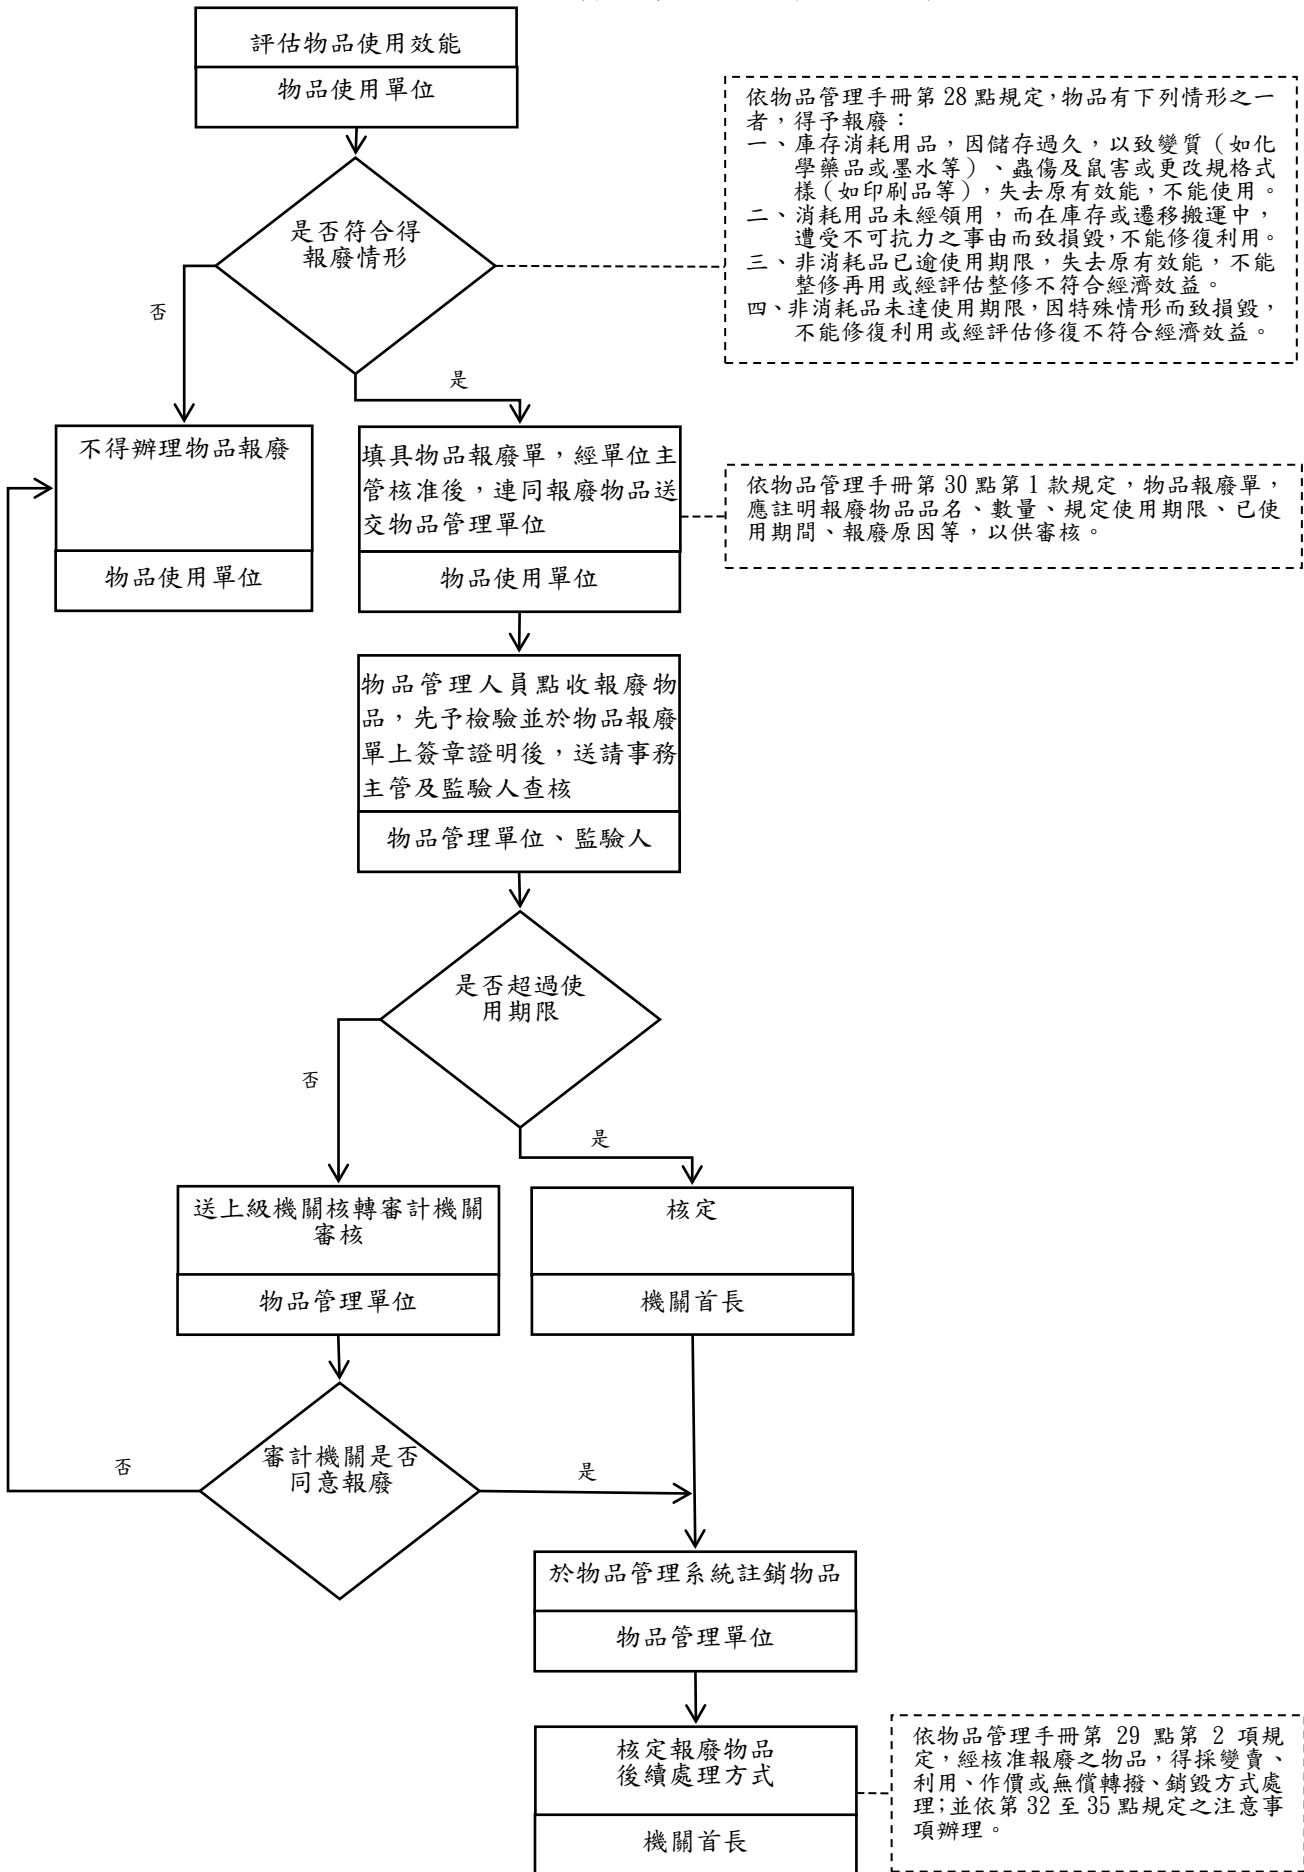 評估物品使用效能
物品使用單位
依物品管理手冊第 28 點規定，物品有下列情形之一
者，得予報廢：
一、庫存消耗用品，因儲存過久，以致變質（如化
學藥品或墨水等）、蟲傷及鼠害或更改規格式
樣（如印刷品等），失去原有效能，不能使用。
二、消耗用品未經領用，而在庫存或遷移搬運中，
遭受不可抗力之事由而致損毀，不能修復利用。
三、非消耗品已逾使用期限，失去原有效能，不能
整修再用或經評估整修不符合經濟效益。
四、非消耗品未達使用期限，因特殊情形而致損毀，
不能修復利用或經評估修復不符合經濟效益。
是否符合得
報廢情形
否
是
不得辦理物品報廢
物品使用單位
填具物品報廢單，經單位主
管核准後，連同報廢物品送
交物品管理單位
物品使用單位
依物品管理手冊第 30 點第 1 款規定，物品報廢單，
應註明報廢物品品名、數量、規定使用期限、已使
用期間、報廢原因等，以供審核。
物品管理人員點收報廢物
品，先予檢驗並於物品報廢
單上簽章證明後，送請事務
主管及監驗人查核
物品管理單位、監驗人
是否超過使
用期限
否
是
送上級機關核轉審計機關
審核
物品管理單位
核定
機關首長
審計機關是否
同意報廢
否
是
於物品管理系統註銷物品
物品管理單位
核定報廢物品
後續處理方式
機關首長
依物品管理手冊第 29 點第 2 項規
定，經核准報廢之物品，得採變賣、
利用、作價或無償轉撥、銷毀方式處
理;並依第 32 至 35 點規定之注意事
項辦理。